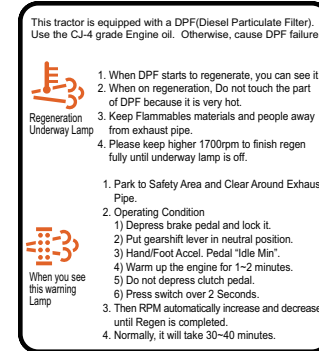 This tractor is equipped with a DPF(Diesel Particulate Filter).
Use the CJ-4 grade Engine oil. Otherwise, cause DPF failure
Regeneration
Underway Lamp
1. When DPF starts to regenerate, you can see it
2. When on regeneration, Do not touch the part
of DPF because it is very hot.
3. Keep Flammables materials and people away
from exhaust pipe.
4. Please keep higher 1700rpm to finish regen
fully until underway lamp is off.
When you see
this warning
Lamp
1. Park to Safety Area and Clear Around Exhaus
Pipe.
2. Operating Condition
1) Depress brake pedal and lock it.
2) Put gearshift lever in neutral position.
3) Hand/Foot Accel. Pedal “Idle Min”.
4) Warm up the engine for 1~2 minutes.
5) Do not depress clutch pedal.
6) Press switch over 2 Seconds.
3. Then RPM automatically increase and decrease
until Regen is completed.
4. Normally, it will take 30~40 minutes.